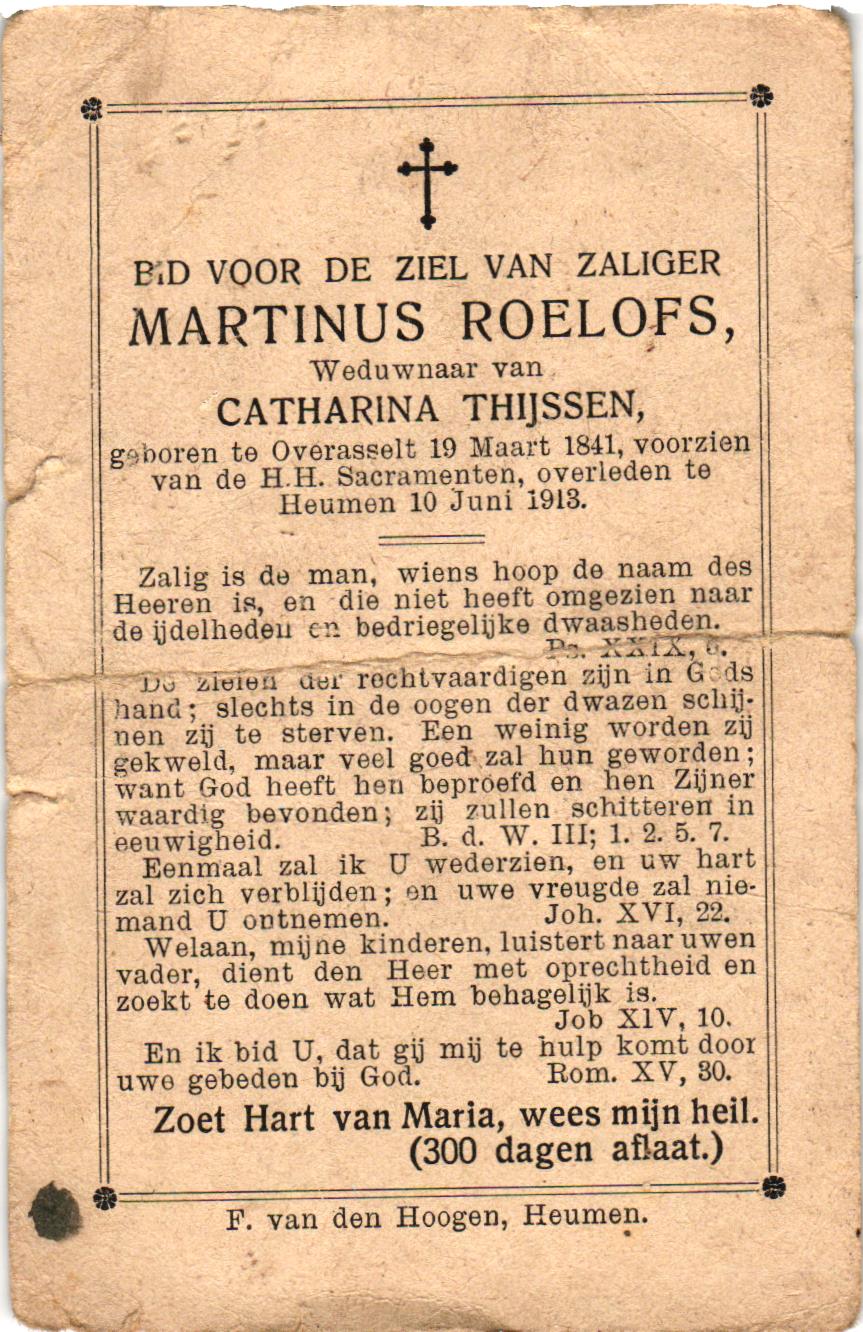 BID VOOR DE ZIEL VAN ZALIGER
MARTINUS ROELOFS,
Weduwnaar van
CATHARINA THIJSSEN,
geboren te Overasselt 19 Maart 1841, voorzien
van de H.H. Sacramenten, overleden te
Heumen 10 Juni 1913.
Zalig is de man, wiens hoop de naam des
Heeren is, en die niet heeft omgezien naar
de ijdelheden en bedriegelijke dwaasheden.
Ps. XXIX,
De zielen der rechtvaardigen zijn in Gods
hand; slechts in de oogen der dwazen schij-
nen zij te sterven. Een weinig worden zij
gekweld, maar veel goed zal hun geworden;
want God heeft hen beproefd en hen Zijner
waardig bevonden; zij zullen schitteren in
eeuwigheid. B. d. W. III; 1. 2. 5. 7.
Eenmaal zal ik U wederzien, en uw hart
zal zich verblijden; en uwe vreugde zal nie-
mand U ontnemen. Joh. XVI, 22.
Welaan, mijne kinderen, luistert naar uwen
vader, dient den Heer met oprechtheid en
zoekt te doen wat Hem behagelijk is.
Job XIV, 10.
En ik bid U, dat gij mij te hulp komt door
uwe gebeden bij God. Rom. XV, 30.
Zoet Hart van Maria, wees mijn heil.
(300 dagen aflaat.)
F. van den Hoogen, Heumen.